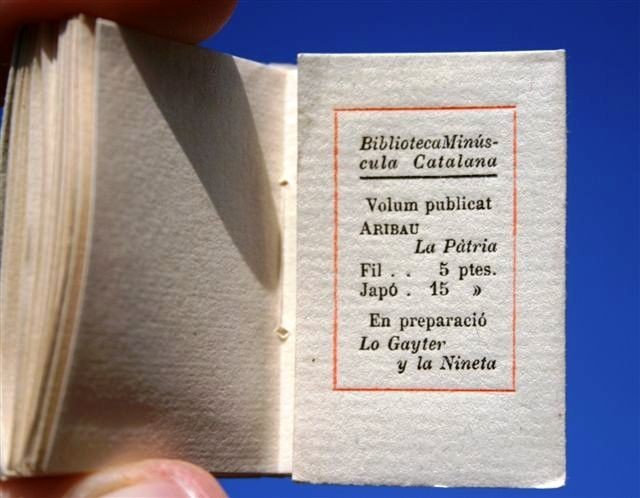 BibliotecaMinús-
cula Catalana
Volum publicat
ARIBAU
La Pàtria
Fil . . 5 ptes.
Japó . 15 »
En preparació
Lo Gayter
y la Nineta